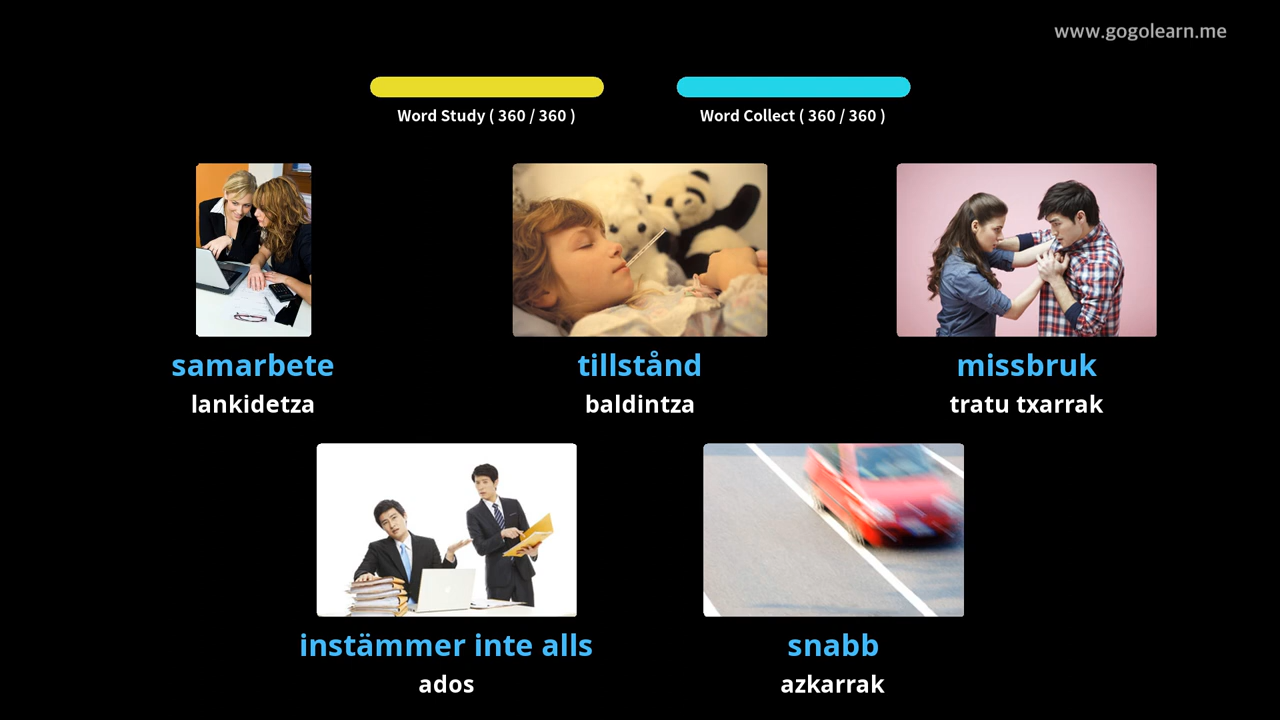 www.gogolearn.me
Word Study ( 360 / 360 )
Word Collect ( 360 / 360 )
samarbete
lankidetza
tillstånd
baldintza
missbruk
tratu txarrak
instämmer inte alls
ados
snabb
azkarrak